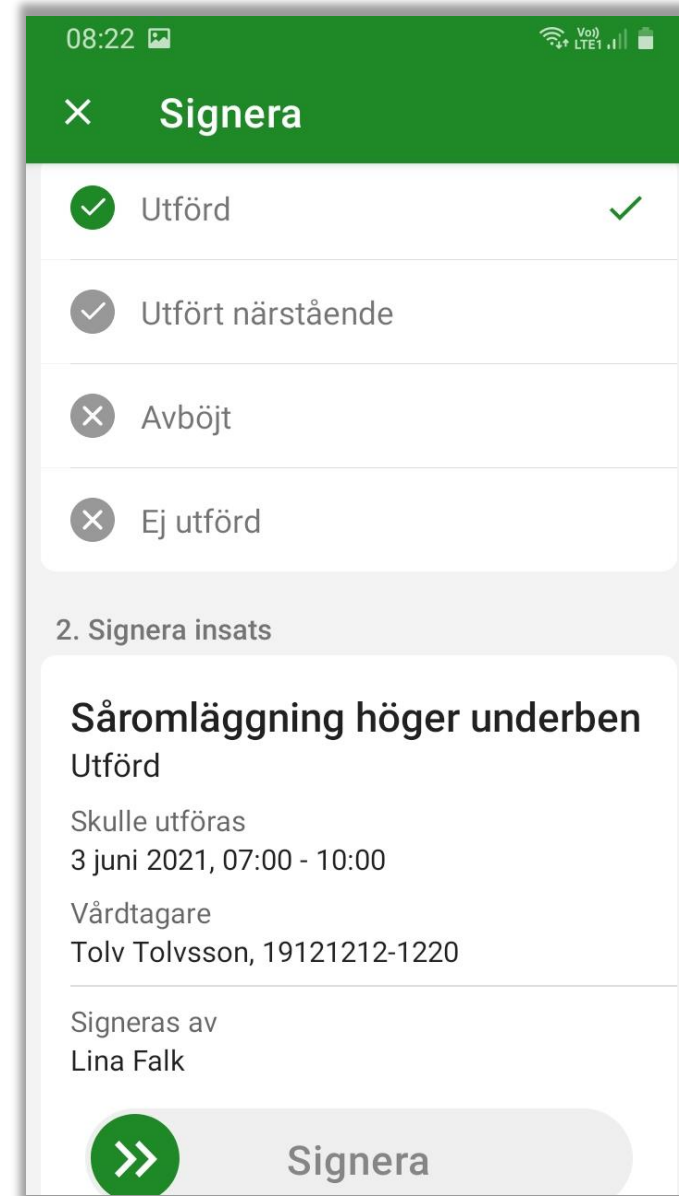 08:22
Vo))
LTE1
Signera
Utförd
Utfört närstående
Avböjt
Ej utförd
2. Signera insats
Såromläggning höger underben
Utförd
Skulle utföras
3 juni 2021, 07:00 - 10:00
Vårdtagare
Tolv Tolvsson, 19121212-1220
Signeras av
Lina Falk
Signera